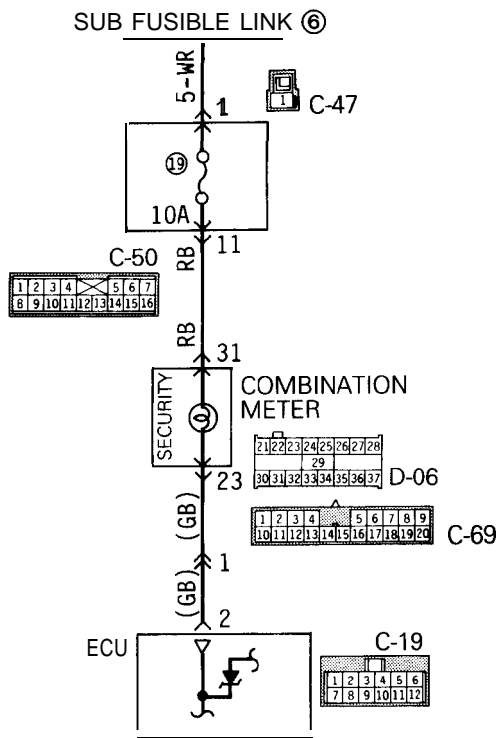 SUB FUSIBLE LINK ⑥
5-WR
1
1
C-47
⑲
10A
11
RB
C-50
1 2 3 4 5 6 7
8 9 10 11 12 13 14 15 16
RB
31
SECURITY
COMBINATION
METER
21 22 23 24 25 26 27 28
29
30 31 32 33 34 35 36 37
D-06
23
(GB)
1 2 3 4 5 6 7 8 9
10 11 12 13 14 15 16 17 18 19 20
C-69
1
(GB)
2
ECU
C-19
1 2 3 4 5 6
7 8 9 10 11 12